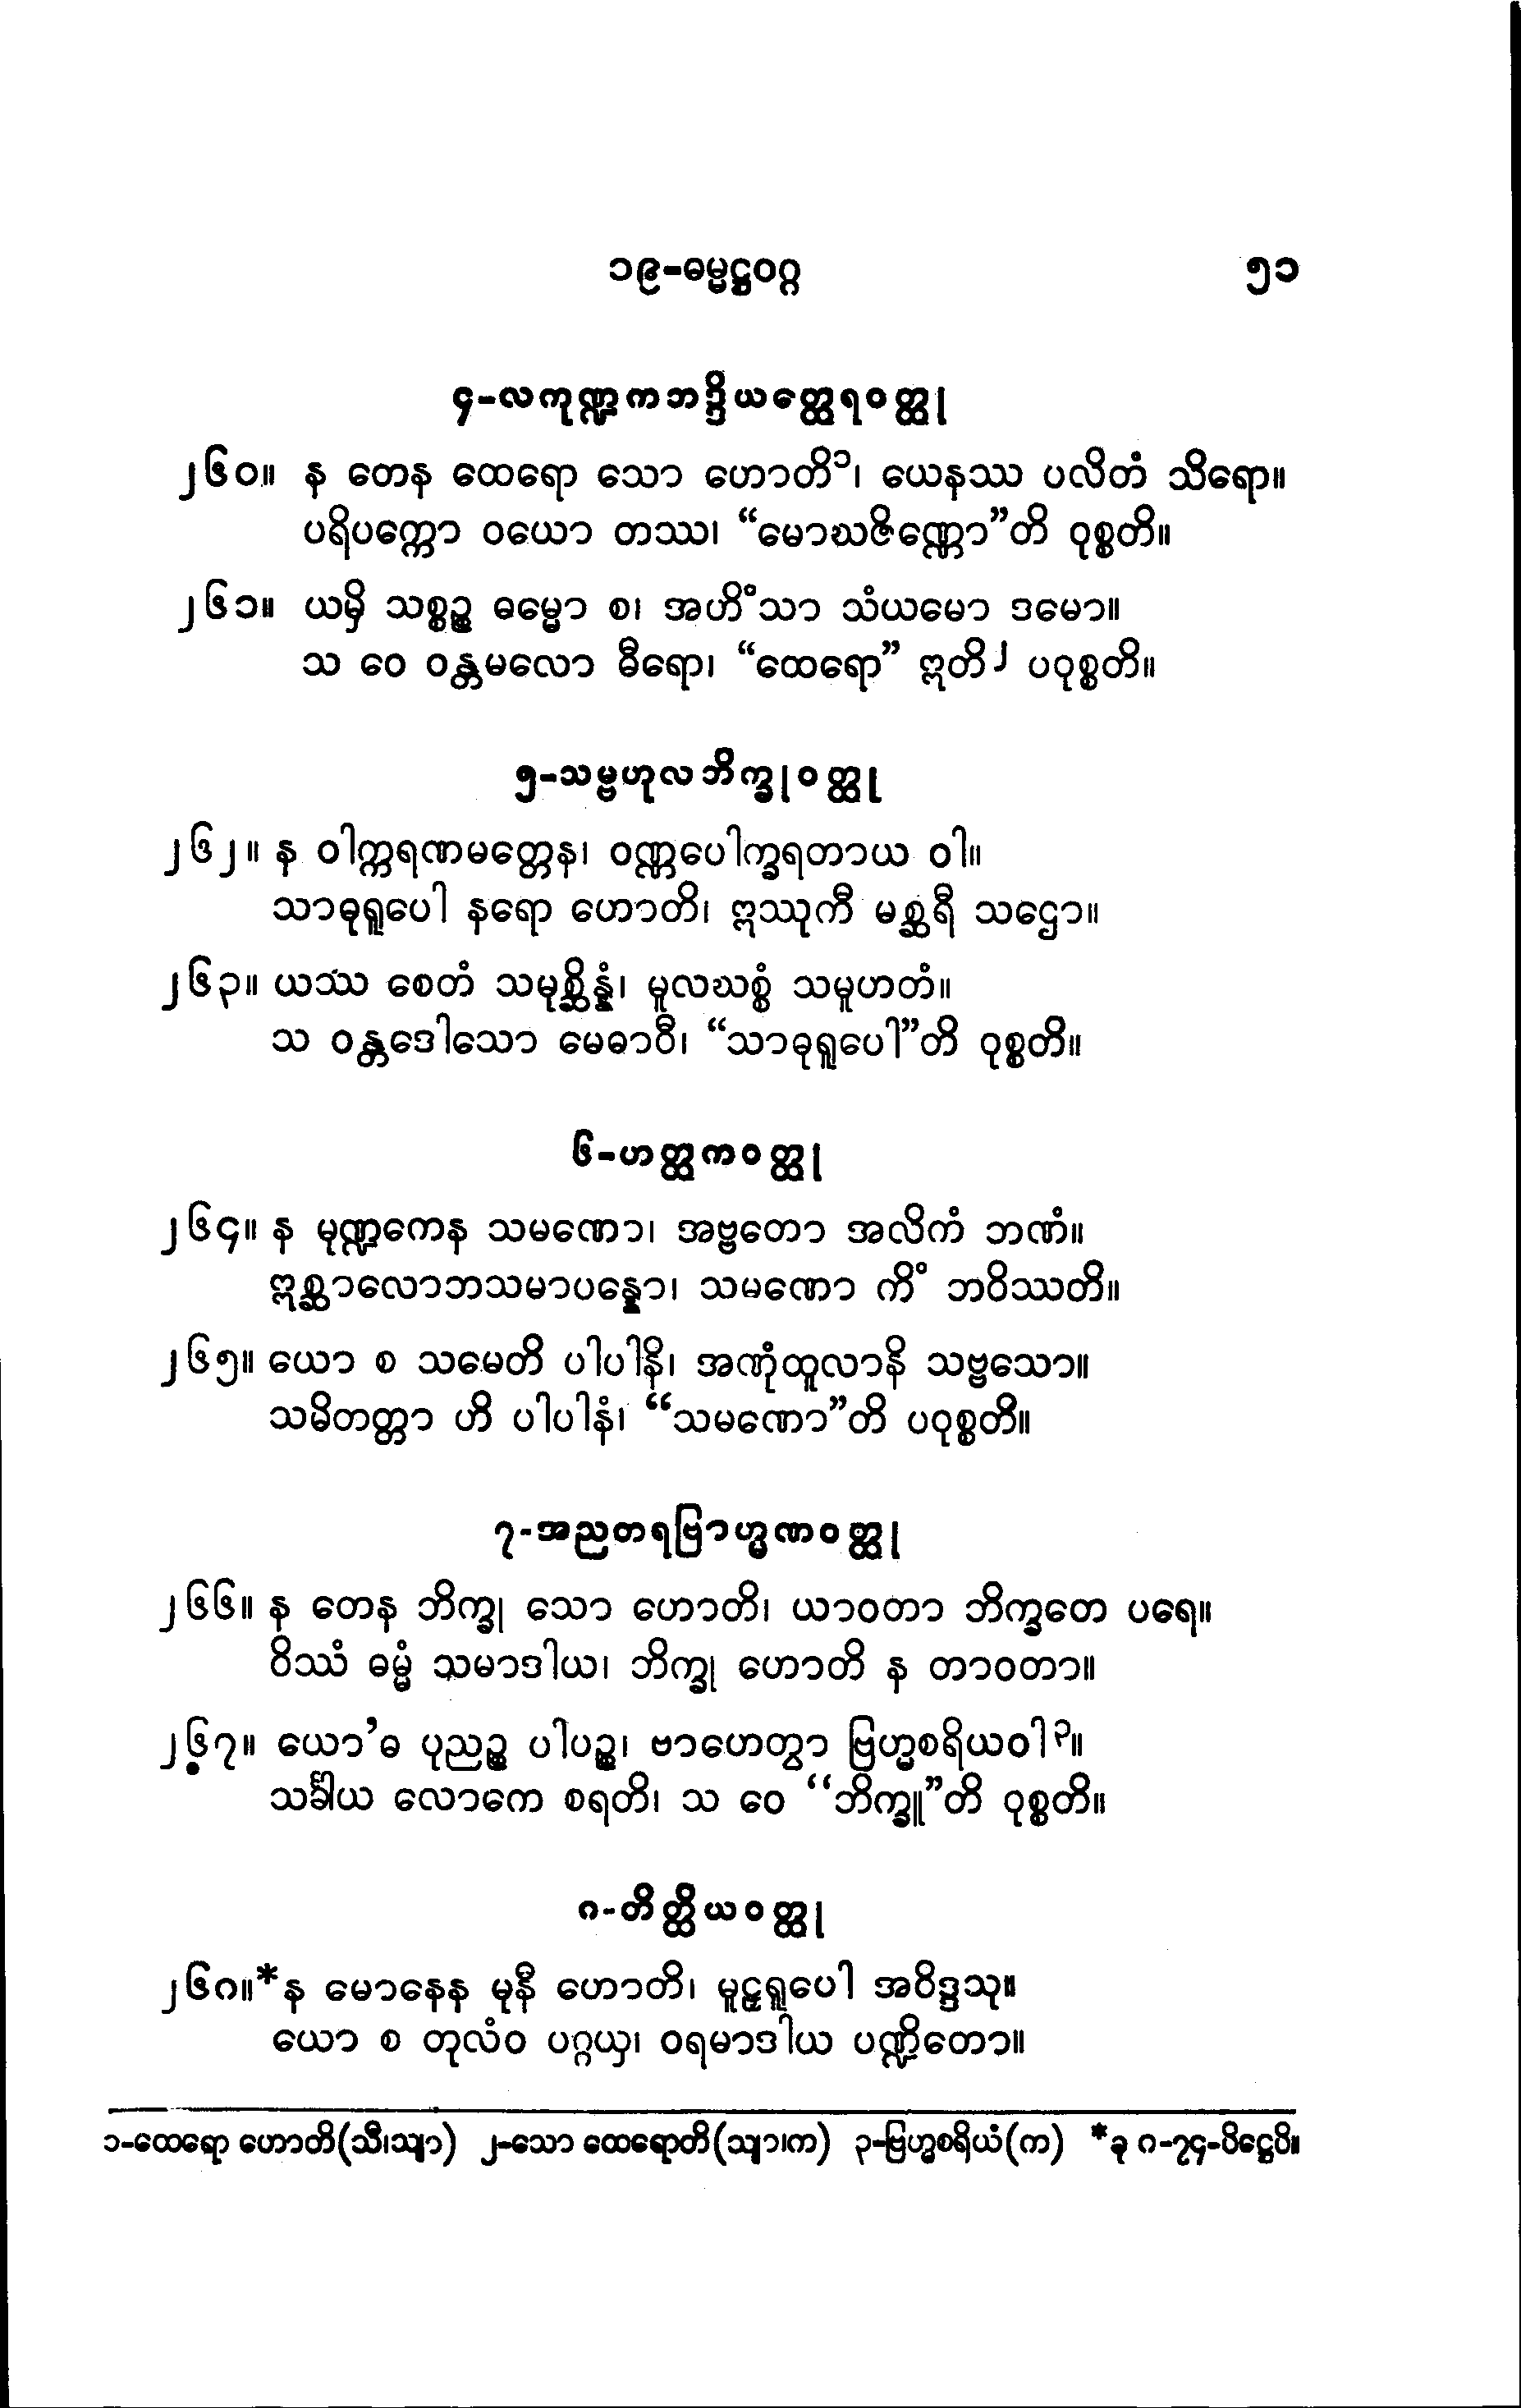 ၁၉-ဓမ္မဋ္ဌဝဂ္ဂ ၅၁
၄-လကုဏ္ဍကဘဒ္ဒိယတ္ထေရဝတ္ထု
၂၆၀။ န တေန ထေရော သော ဟောတိ၁၊ ယေနဿ ပလိတံ သိရော။
ပရိပက္ကော ဝယော တဿ၊ “မောဃဇိဏ္ဏော”တိ ဝုစ္စတိ။
၂၆၁။ ယမှိ သစ္စဉ္စ ဓမ္မော စ၊ အဟိံသာ သံယမော ဒမော။
သ ဝေ ဝန္တမလော ဓီရော၊ “ထေရော” ဣတိ၂ ပဝုစ္စတိ။
၅-သမ္ဗဟုလဘိက္ခုဝတ္ထု
၂၆၂။ န ဝါက္ကရဏမတ္တေန၊ ဝဏ္ဏပေါက္ခရတာယ ဝါ။
သာဓုရူပေါ နရော ဟောတိ၊ ဣဿုကီ မစ္ဆရီ သဌော။
၂၆၃။ ယဿ စေတံ သမုစ္ဆိန္နံ၊ မူလဃစ္စံ သမူဟတံ။
သ ဝန္တဒေါသော မေဓာဝီ၊ “သာဓုရူပေါ”တိ ဝုစ္စတိ။
၆-ဟတ္ထကဝတ္ထု
၂၆၄။ န မုဏ္ဍကေန သမဏော၊ အဗ္ဗတော အလိကံ ဘဏံ။
ဣစ္ဆာလောဘသမာပန္နော၊ သမဏော ကိံ ဘဝိဿတိ။
၂၆၅။ ယော စ သမေတိ ပါပါနိ၊ အဏုံထူလာနိ သဗ္ဗသော။
သမိတတ္တာ ဟိ ပါပါနံ၊ “သမဏော”တိ ပဝုစ္စတိ။
၇-အညတရဗြာဟ္မဏဝတ္ထု
၂၆၆။ န တေန ဘိက္ခု သော ဟောတိ၊ ယာဝတာ ဘိက္ခတေ ပရေ။
ဝိဿံ ဓမ္မံ သမာဒါယ၊ ဘိက္ခု ဟောတိ န တာဝတာ။
၂၆၇။ ယော’ဓ ပုညဉ္စ ပါပဉ္စ၊ ဗာဟေတွာ ဗြဟ္မစရိယဝါ၃။
သင်္ခါယ လောကေ စရတိ၊ သ ဝေ “ဘိက္ခူ”တိ ဝုစ္စတိ။
၈-တိတ္ထိယဝတ္ထု
၂၆၈။*န မောနေန မုနီ ဟောတိ၊ မူဠှရူပေါ အဝိဒ္ဒသု။
ယော စ တုလံဝ ပဂ္ဂယှ၊ ဝရမာဒါယ ပဏ္ဍိတော။
၁-ထေရော ဟောတိ(သီ၊သျာ) ၂-သော ထေရောတိ(သျာ၊က) ၃-ဗြဟ္မစရိယံ(က) *ခု ၈-၇၄-ပိဋ္ဌေပိ။